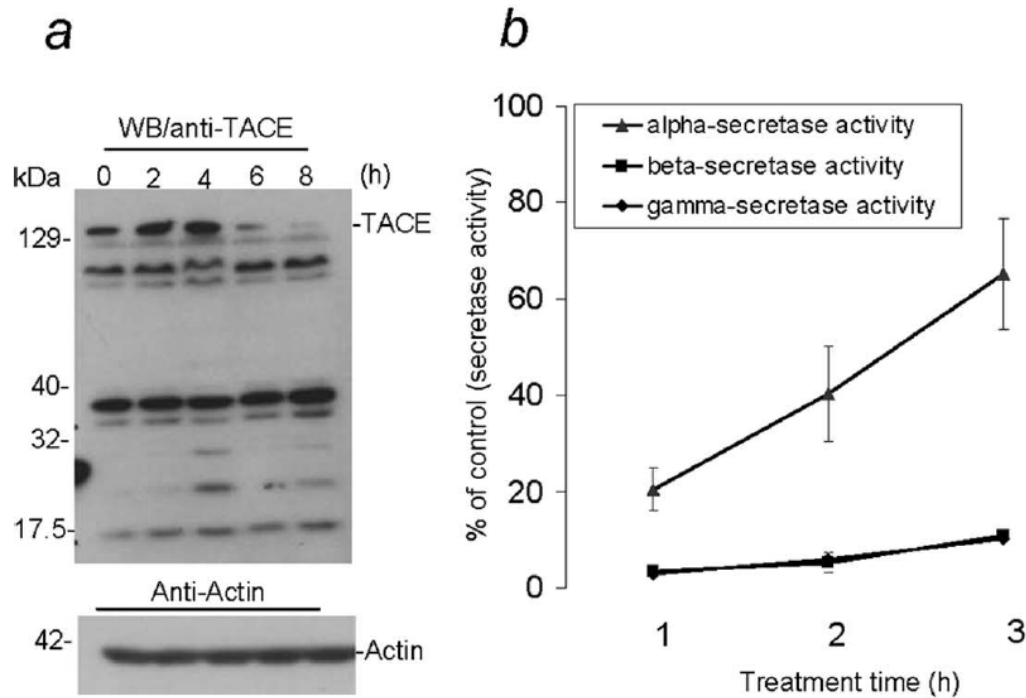 a
WB/anti-TACE
kDa 0 2 4 6 8 (h)
-TACE
129-
40-
32-
17.5-
Anti-Actin
42-
-Actin
b
% of control (secretase activity)
100
80
60
40
20
0
alpha-secretase activity
beta-secretase activity
gamma-secretase activity
1 2 3
Treatment time (h)